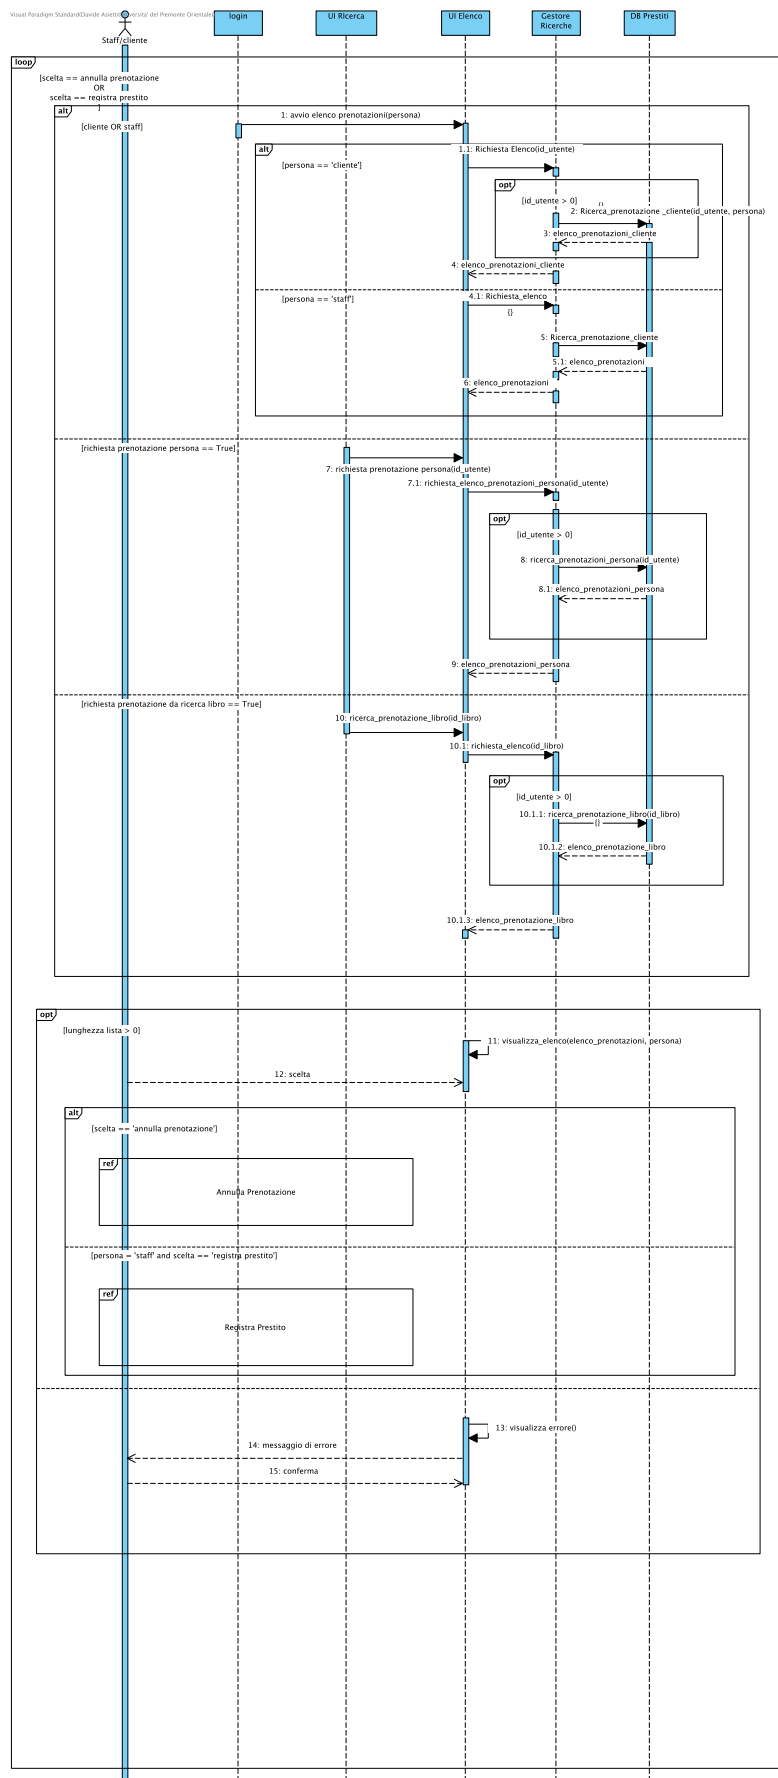 Visual Paradigm Standard(Davide Asietti(Universita' del Piemonte Orientale))
Staff/cliente
login
UI RIcerca
UI Elenco
Gestore
Ricerche
DB Prestiti
loop
[scelta == annulla prenotazione
OR
scelta == registra prestito
]
alt
[cliente OR staff]
1: avvio elenco prenotazioni(persona)
alt
1.1: Richiesta Elenco(id_utente)
[persona == 'cliente']
opt
[id_utente > 0]
{}
2: Ricerca_prenotazione _cliente(id_utente, persona)
3: elenco_prenotazioni_cliente
4: elenco_prenotazioni_cliente
[persona == 'staff']
4.1: Richiesta_elenco
{}
5: Ricerca_prenotazione_cliente
5.1: elenco_prenotazioni
6: elenco_prenotazioni
[richiesta prenotazione persona == True]
7: richiesta prenotazione persona(id_utente)
7.1: richiesta_elenco_prenotazioni_persona(id_utente)
opt
[id_utente > 0]
8: ricerca_prenotazioni_persona(id_utente)
8.1: elenco_prenotazioni_persona
9: elenco_prenotazioni_persona
[richiesta prenotazione da ricerca libro == True]
10: ricerca_prenotazione_libro(id_libro)
10.1: richiesta_elenco(id_libro)
opt
[id_utente > 0]
10.1.1: ricerca_prenotazione_libro(id_libro)
{}
10.1.2: elenco_prenotazione_libro
10.1.3: elenco_prenotazione_libro
opt
[lunghezza lista > 0]
11: visualizza_elenco(elenco_prenotazioni, persona)
12: scelta
alt
[scelta == 'annulla prenotazione']
ref
Annulla Prenotazione
[persona = 'staff' and scelta == 'registra prestito']
ref
Registra Prestito
13: visualizza errore()
14: messaggio di errore
15: conferma